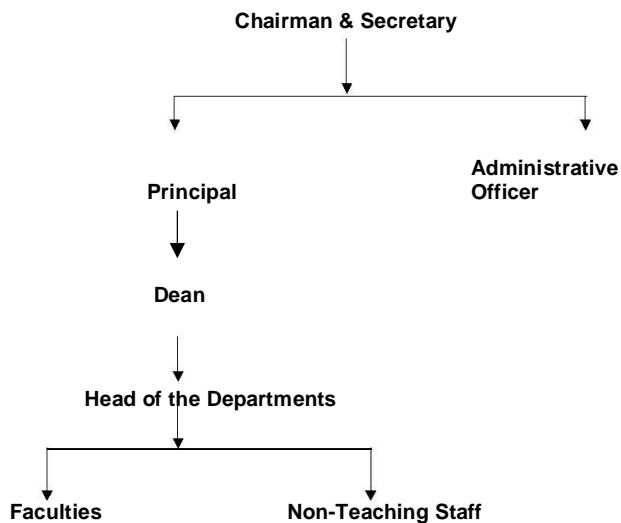 Chairman & Secretary
Administrative
Officer
Principal
Dean
Head of the Departments
Faculties
Non-Teaching Staff